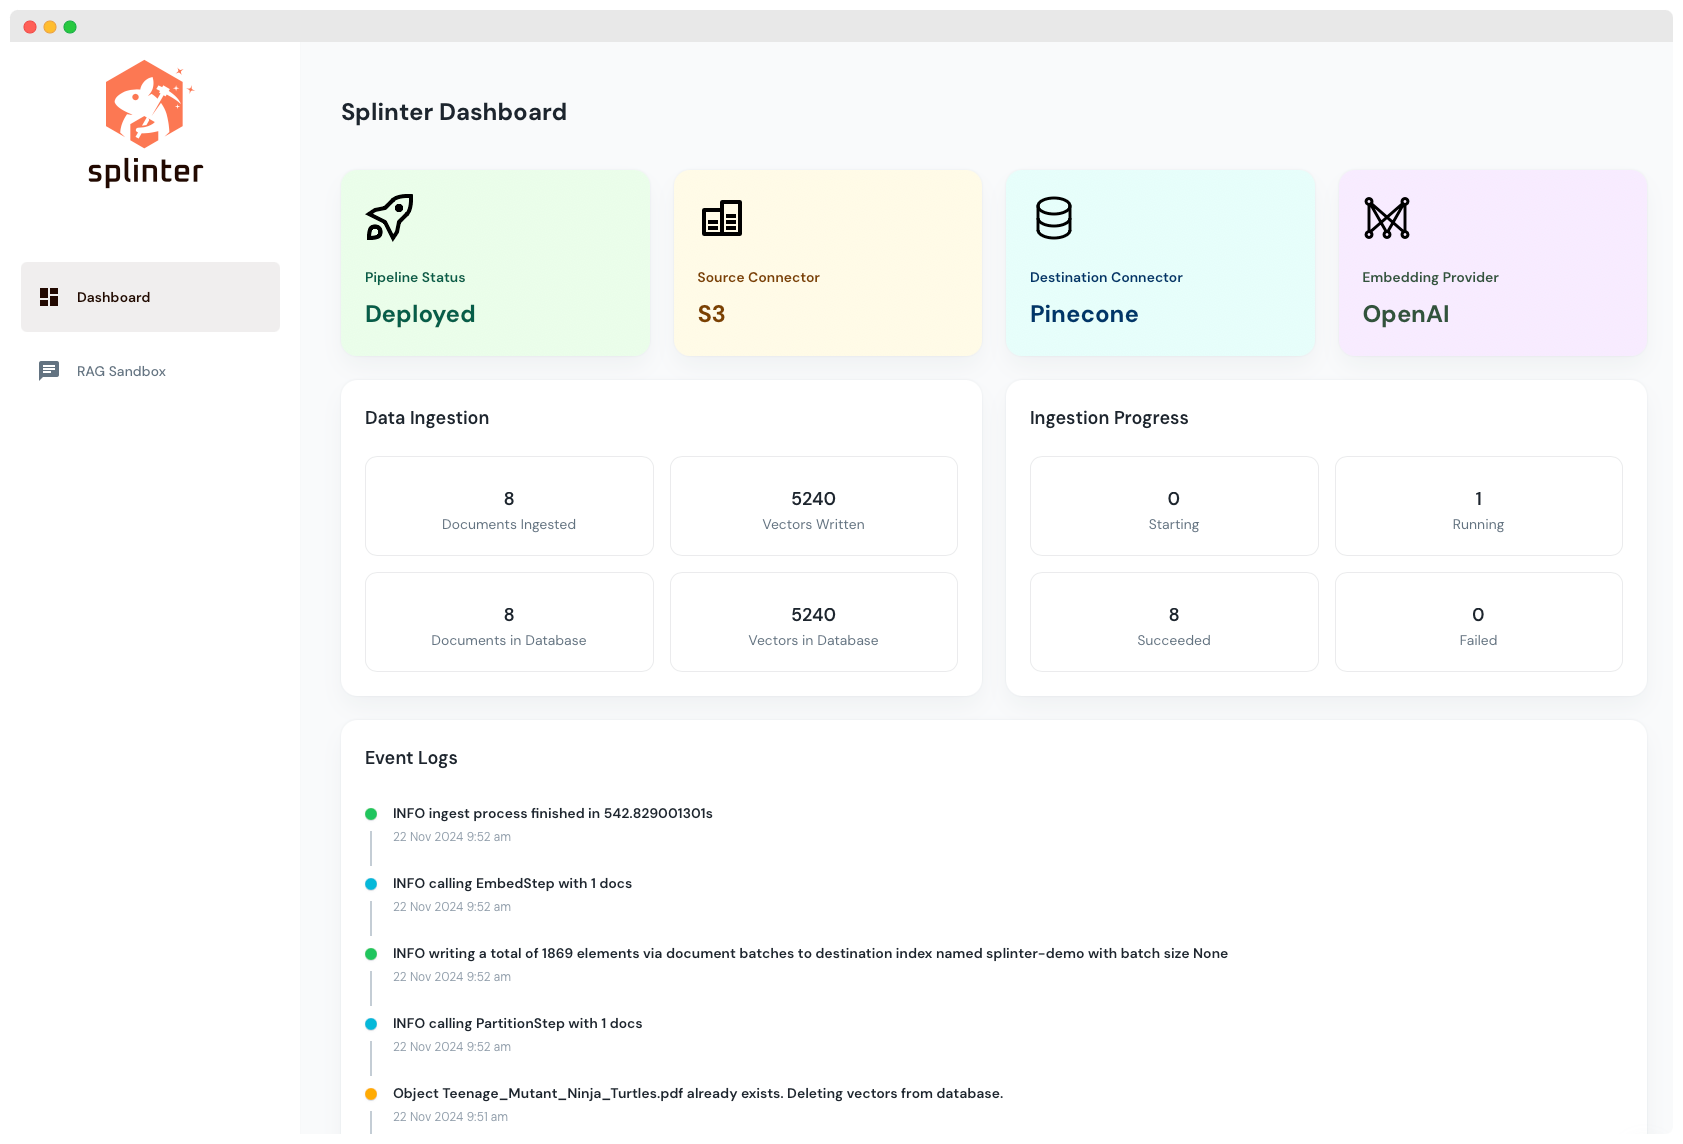 splinter
Dashboard
RAG Sandbox
Splinter Dashboard
Pipeline Status
Deployed
Source Connector
S3
Destination Connector
Pinecone
Embedding Provider
OpenAI
Data Ingestion
8
Documents Ingested
5240
Vectors Written
8
Documents in Database
5240
Vectors in Database
Ingestion Progress
0
Starting
1
Running
8
Succeeded
0
Failed
Event Logs
INFO ingest process finished in 542.829001301s
22 Nov 2024 9:52 am
INFO calling EmbedStep with 1 docs
22 Nov 2024 9:52 am
INFO writing a total of 1869 elements via document batches to destination index named splinter-demo with batch size None
22 Nov 2024 9:52 am
INFO calling PartitionStep with 1 docs
22 Nov 2024 9:52 am
Object Teenage_Mutant_Ninja_Turtles.pdf already exists. Deleting vectors from database.
22 Nov 2024 9:51 am